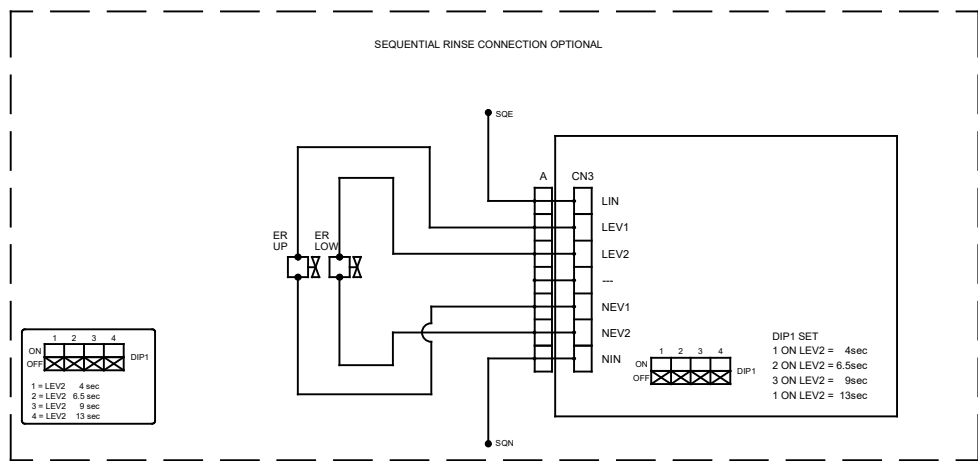 SEQUENTIAL RINSE CONNECTION OPTIONAL
SQE
A CN3
LIN
LEV1
ER UP
ER LOW
LEV2
---
NEV1
NEV2
NIN
SQN
1 2 3 4
ON
OFF
DIP1
1 = LEV2 4 sec
2 = LEV2 6.5 sec
3 = LEV2 9 sec
4 = LEV2 13 sec
1 2 3 4
ON
OFF
DIP1
DIP1 SET
1 ON LEV2 = 4sec
2 ON LEV2 = 6.5sec
3 ON LEV2 = 9sec
1 ON LEV2 = 13sec